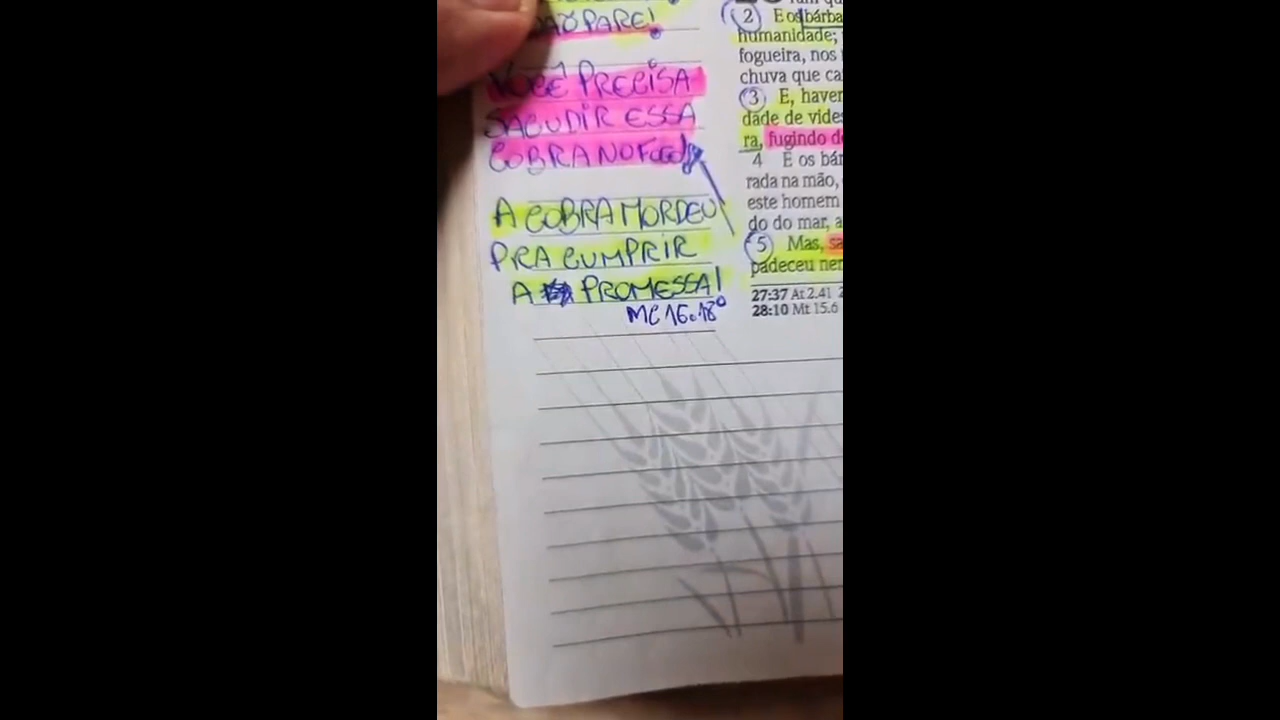 NÃO PARE!
VOCÊ PRECISA
SACUDIR ESSA
COBRA NO FOGO
A COBRA MORDEU
PRA CUMPRIR
A PROMESSA!
MC 16.18
2 E os bárba
humanidade;
fogueira, nos
chuva que ca
3 E, haven
dade de vides
ra, fugindo d
4 E os bár
rada na mão,
este homem
do do mar, a
5 Mas, sa
padeceu nen
27:37 At 2.41
28:10 Mt 15.6